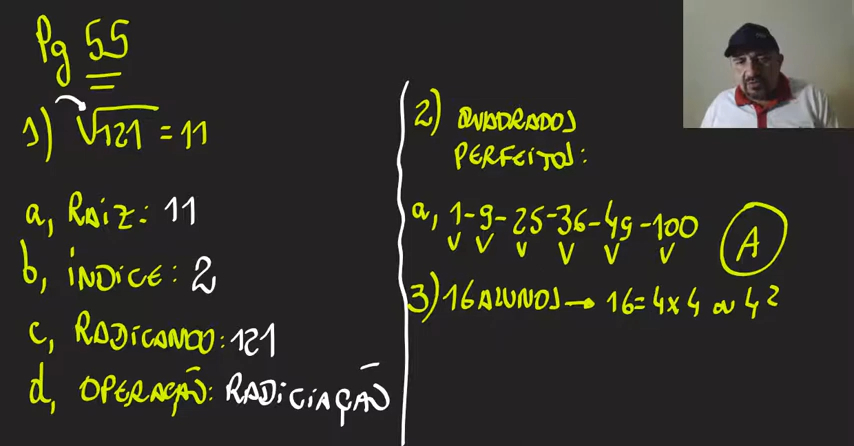 Pg 55
1) √121 = 11
a, RAIZ: 11
b, ÍNDICE: 2
c, RADICANDO: 121
d, OPERAÇÃO: RADICIAÇÃO
2) QUADRADOS
PERFEITOS:
a, 1-9-25-36-49-100
V V V V V V
A
3) 16 ALUNOS → 16 = 4x4 ou 4²